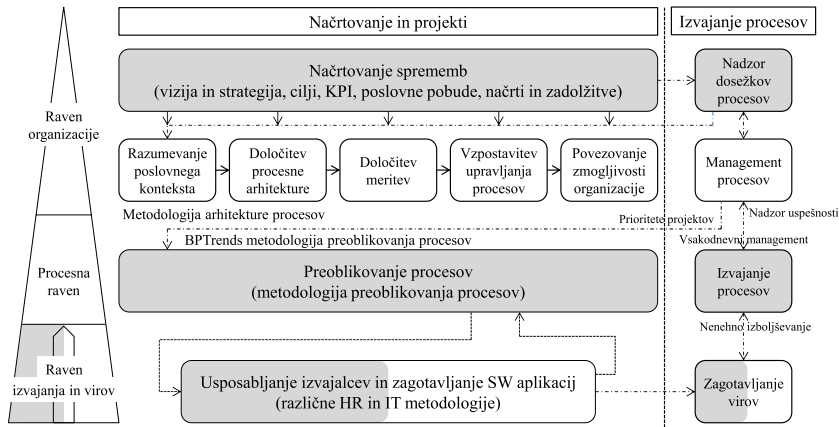 Načrtovanje in projekti
Izvajanje procesov
Načrtovanje sprememb
(vizija in strategija, cilji, KPI, poslovne pobude, načrti in zadolžitve)
Nadzor
dosežkov
procesov
Raven
organizacije
Razumevanje
poslovnega
konteksta
Določitev
procesne
arhitekture
Določitev
meritev
Vzpostavitev
upravljanja
procesov
Povezovanje
zmogljivosti
organizacije
Management
procesov
Metodologija arhitekture procesov
Prioritete projektov
Nadzor uspešnosti
BPTrends metodologija preoblikovanja procesov
Vsakodnevni management
Procesna
raven
Preoblikovanje procesov
(metodologija preoblikovanja procesov)
Izvajanje
procesov
Nenehno izboljševanje
Raven
izvajanja in virov
Usposabljanje izvajalcev in zagotavljanje SW aplikacij
(različne HR in IT metodologije)
Zagotavljanje
virov